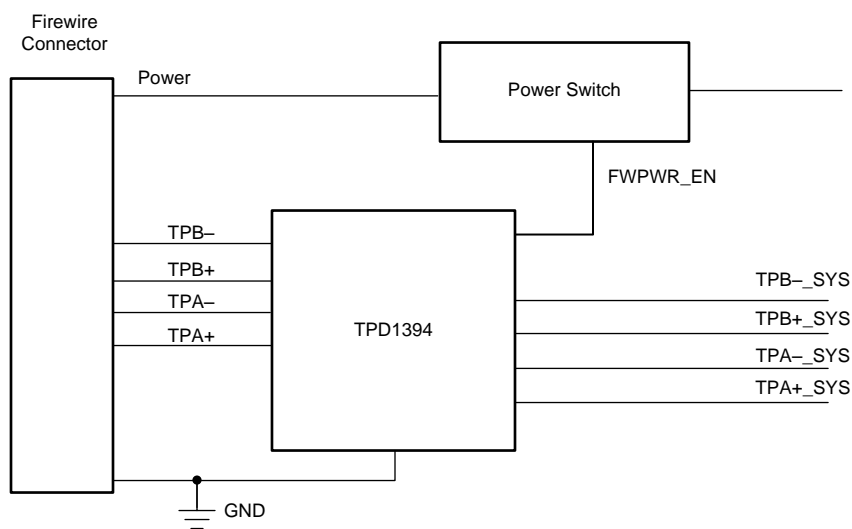 Firewire
Connector
Power
Power Switch
FWPWR_EN
TPB–
TPB+
TPA–
TPA+
TPD1394
TPB–_SYS
TPB+_SYS
TPA–_SYS
TPA+_SYS
GND